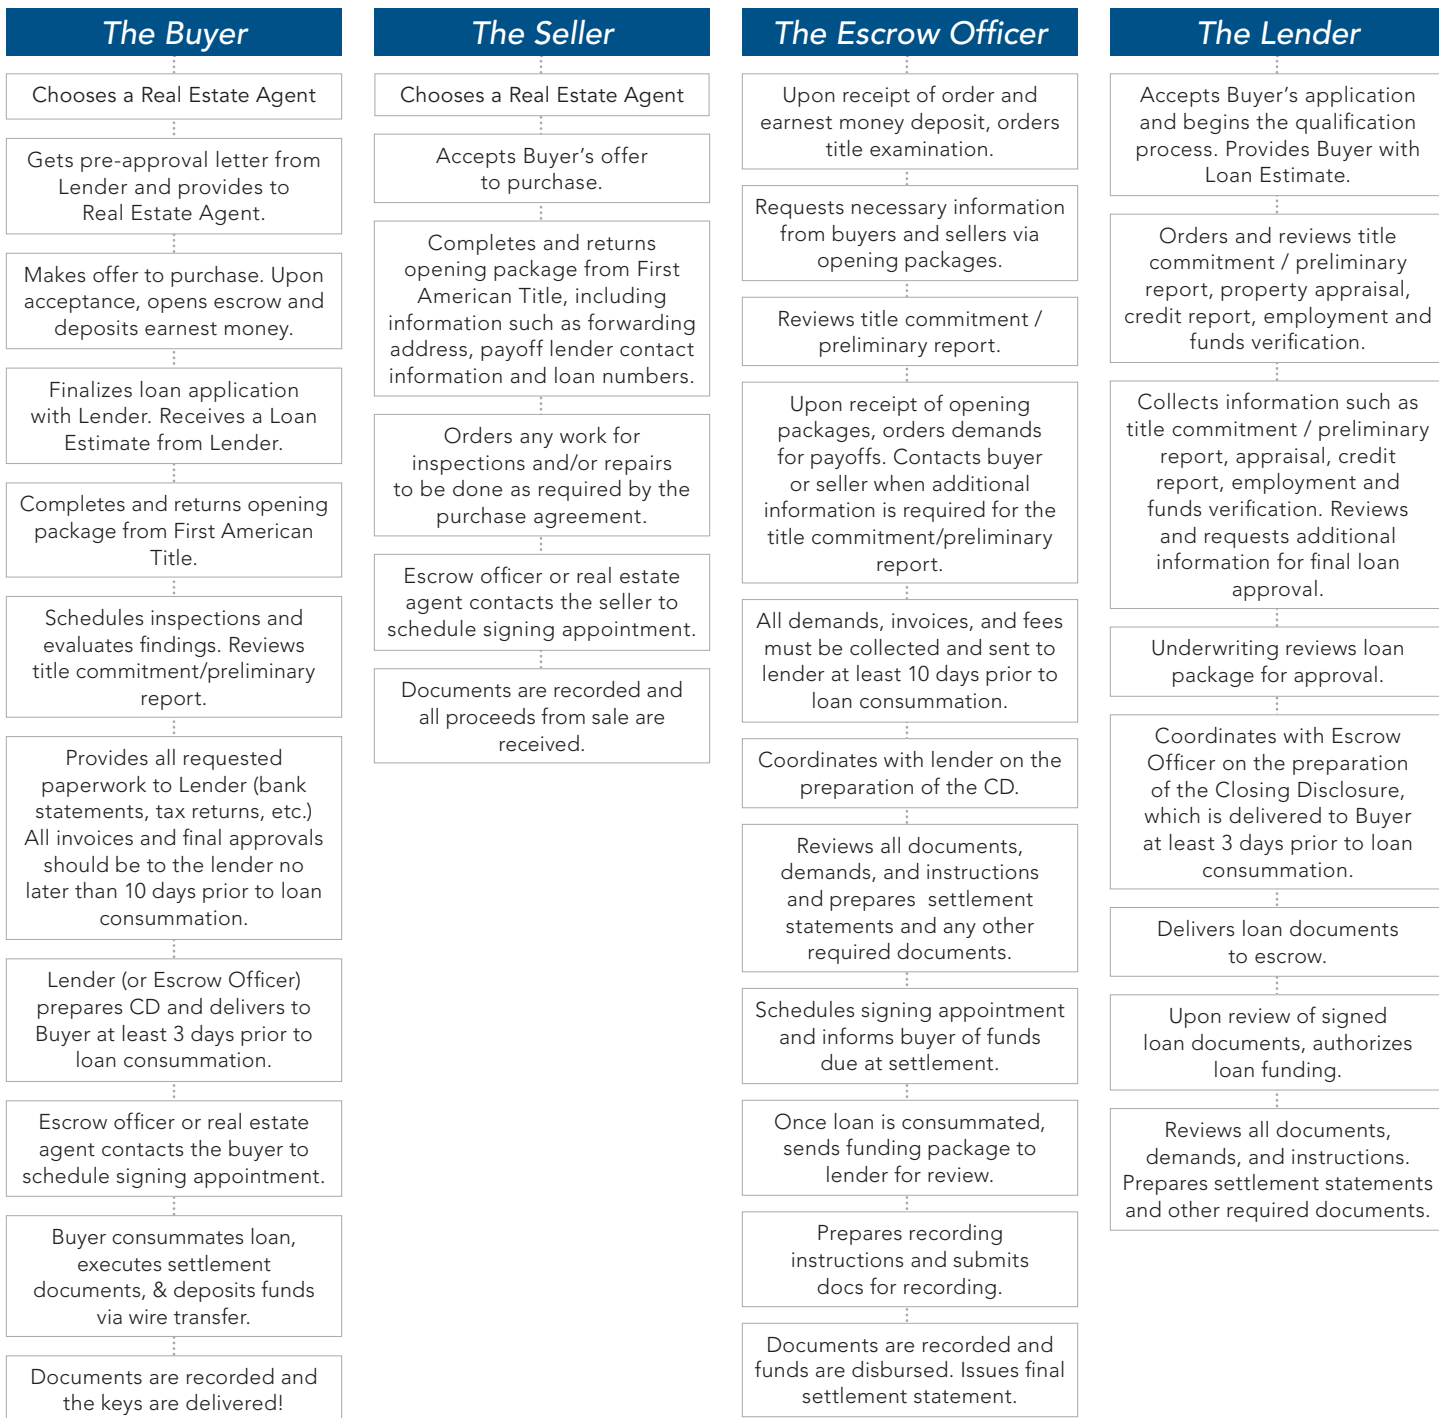 The Buyer
Chooses a Real Estate Agent
Gets pre-approval letter from
Lender and provides to
Real Estate Agent.
Makes offer to purchase. Upon
acceptance, opens escrow and
deposits earnest money.
Finalizes loan application
with Lender. Receives a Loan
Estimate from Lender.
Completes and returns opening
package from First American
Title.
Schedules inspections and
evaluates findings. Reviews
title commitment/preliminary
report.
Provides all requested
paperwork to Lender (bank
statements, tax returns, etc.)
All invoices and final approvals
should be to the lender no
later than 10 days prior to loan
consummation.
Lender (or Escrow Officer)
prepares CD and delivers to
Buyer at least 3 days prior to
loan consummation.
Escrow officer or real estate
agent contacts the buyer to
schedule signing appointment.
Buyer consummates loan,
executes settlement
documents, & deposits funds
via wire transfer.
Documents are recorded and
the keys are delivered!
The Seller
Chooses a Real Estate Agent
Accepts Buyer's offer
to purchase.
Completes and returns
opening package from First
American Title, including
information such as forwarding
address, payoff lender contact
information and loan numbers.
Orders any work for
inspections and/or repairs
to be done as required by the
purchase agreement.
Escrow officer or real estate
agent contacts the seller to
schedule signing appointment.
Documents are recorded and
all proceeds from sale are
received.
The Escrow Officer
Upon receipt of order and
earnest money deposit, orders
title examination.
Requests necessary information
from buyers and sellers via
opening packages.
Reviews title commitment /
preliminary report.
Upon receipt of opening
packages, orders demands
for payoffs. Contacts buyer
or seller when additional
information is required for the
title commitment/preliminary
report.
All demands, invoices, and fees
must be collected and sent to
lender at least 10 days prior to
loan consummation.
Coordinates with lender on the
preparation of the CD.
Reviews all documents,
demands, and instructions
and prepares settlement
statements and any other
required documents.
Schedules signing appointment
and informs buyer of funds
due at settlement.
Once loan is consummated,
sends funding package to
lender for review.
Prepares recording
instructions and submits
docs for recording.
Documents are recorded and
funds are disbursed. Issues final
settlement statement.
The Lender
Accepts Buyer's application
and begins the qualification
process. Provides Buyer with
Loan Estimate.
Orders and reviews title
commitment / preliminary
report, property appraisal,
credit report, employment and
funds verification.
Collects information such as
title commitment / preliminary
report, appraisal, credit
report, employment and
funds verification. Reviews
and requests additional
information for final loan
approval.
Underwriting reviews loan
package for approval.
Coordinates with Escrow
Officer on the preparation
of the Closing Disclosure,
which is delivered to Buyer
at least 3 days prior to loan
consummation.
Delivers loan documents
to escrow.
Upon review of signed
loan documents, authorizes
loan funding.
Reviews all documents,
demands, and instructions.
Prepares settlement statements
and other required documents.